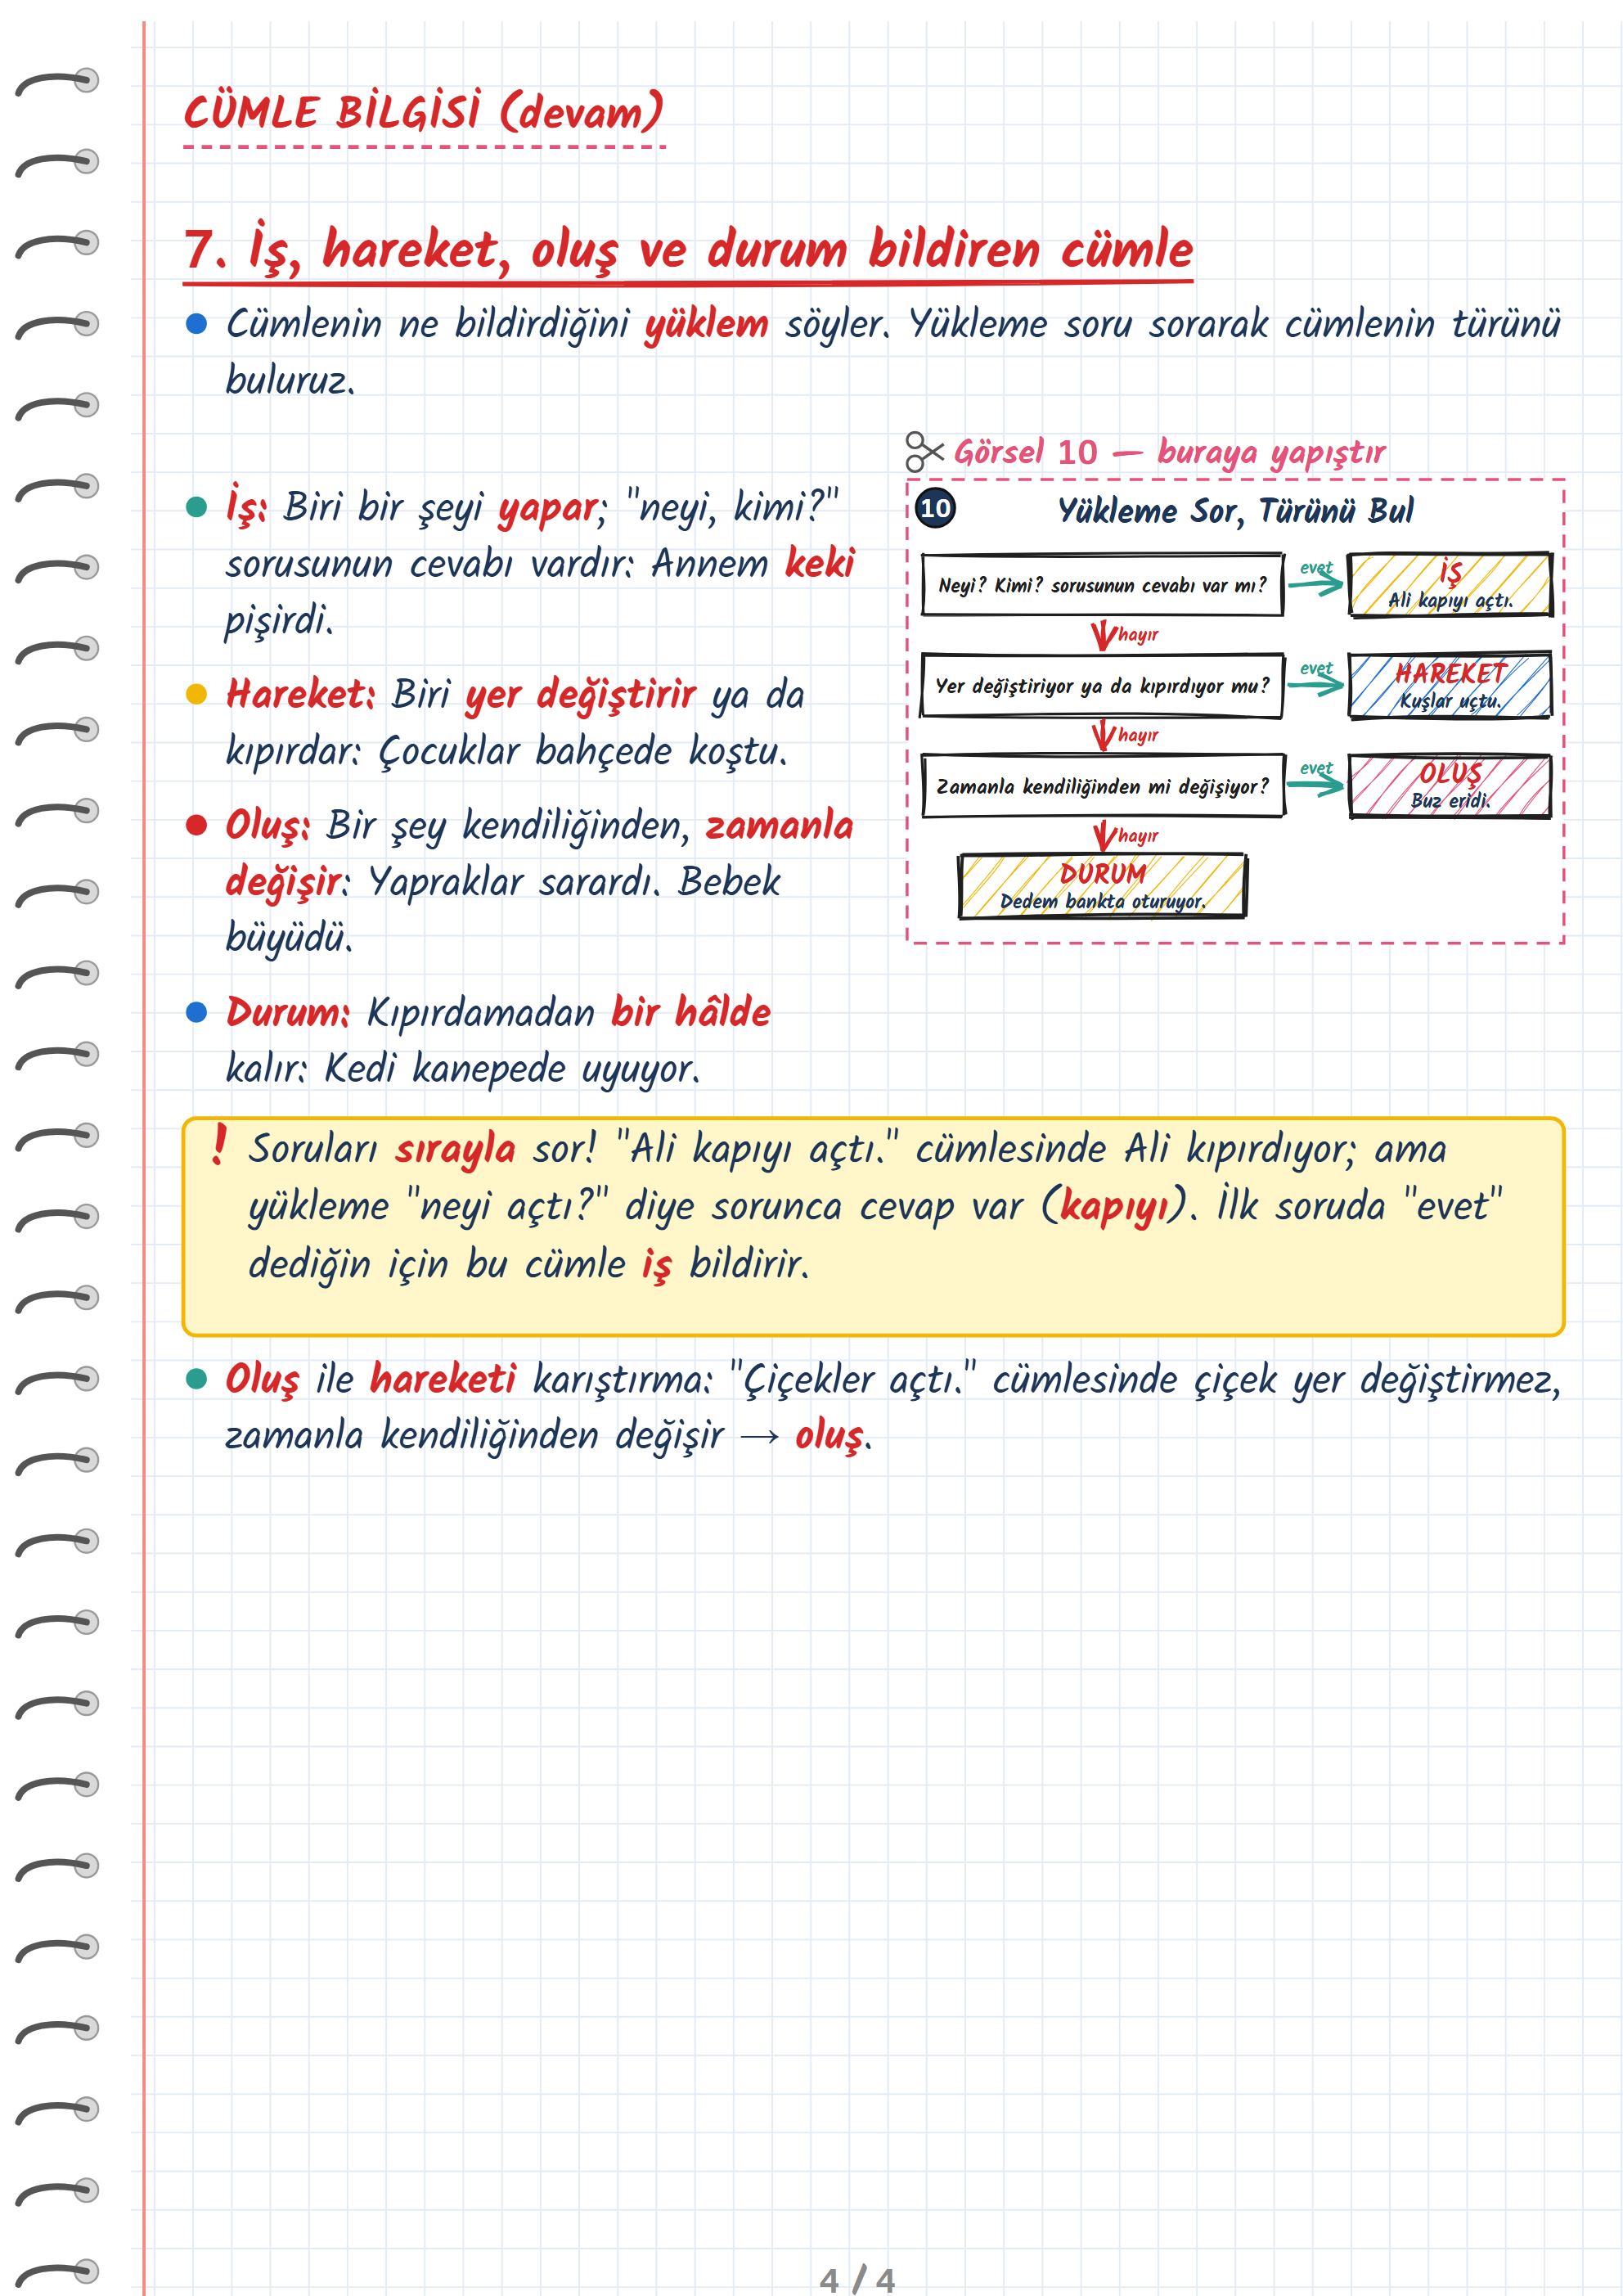 CÜMLE BİLGİSİ (devam)
7. İş, hareket, oluş ve durum bildiren cümle
Cümlenin ne bildirdiğini yüklem söyler. Yükleme soru sorarak cümlenin türünü
buluruz.
İş: Biri bir şeyi yapar; "neyi, kimi?"
sorusunun cevabı vardır: Annem keki
pişirdi.
Hareket: Biri yer değiştirir ya da
kıpırdar: Çocuklar bahçede koştu.
Oluş: Bir şey kendiliğinden, zamanla
değişir: Yapraklar sarardı. Bebek
büyüdü.
Durum: Kıpırdamadan bir hâlde
kalır: Kedi kanepede uyuyor.
Görsel 10 — buraya yapıştır
10 Yükleme Sor, Türünü Bul
Neyi? Kimi? sorusunun cevabı var mı?
evet
İŞ
Ali kapıyı açtı.
hayır
Yer değiştiriyor ya da kıpırdıyor mu?
evet
HAREKET
Kuşlar uçtu.
hayır
Zamanla kendiliğinden mi değişiyor?
evet
OLUŞ
Buz eridi.
hayır
DURUM
Dedem bankta oturuyor.
! Soruları sırayla sor! "Ali kapıyı açtı." cümlesinde Ali kıpırdıyor; ama
yükleme "neyi açtı?" diye sorunca cevap var (kapıyı). İlk soruda "evet"
dediğin için bu cümle iş bildirir.
Oluş ile hareketi karıştırma: "Çiçekler açtı." cümlesinde çiçek yer değiştirmez,
zamanla kendiliğinden değişir → oluş.
4 / 4